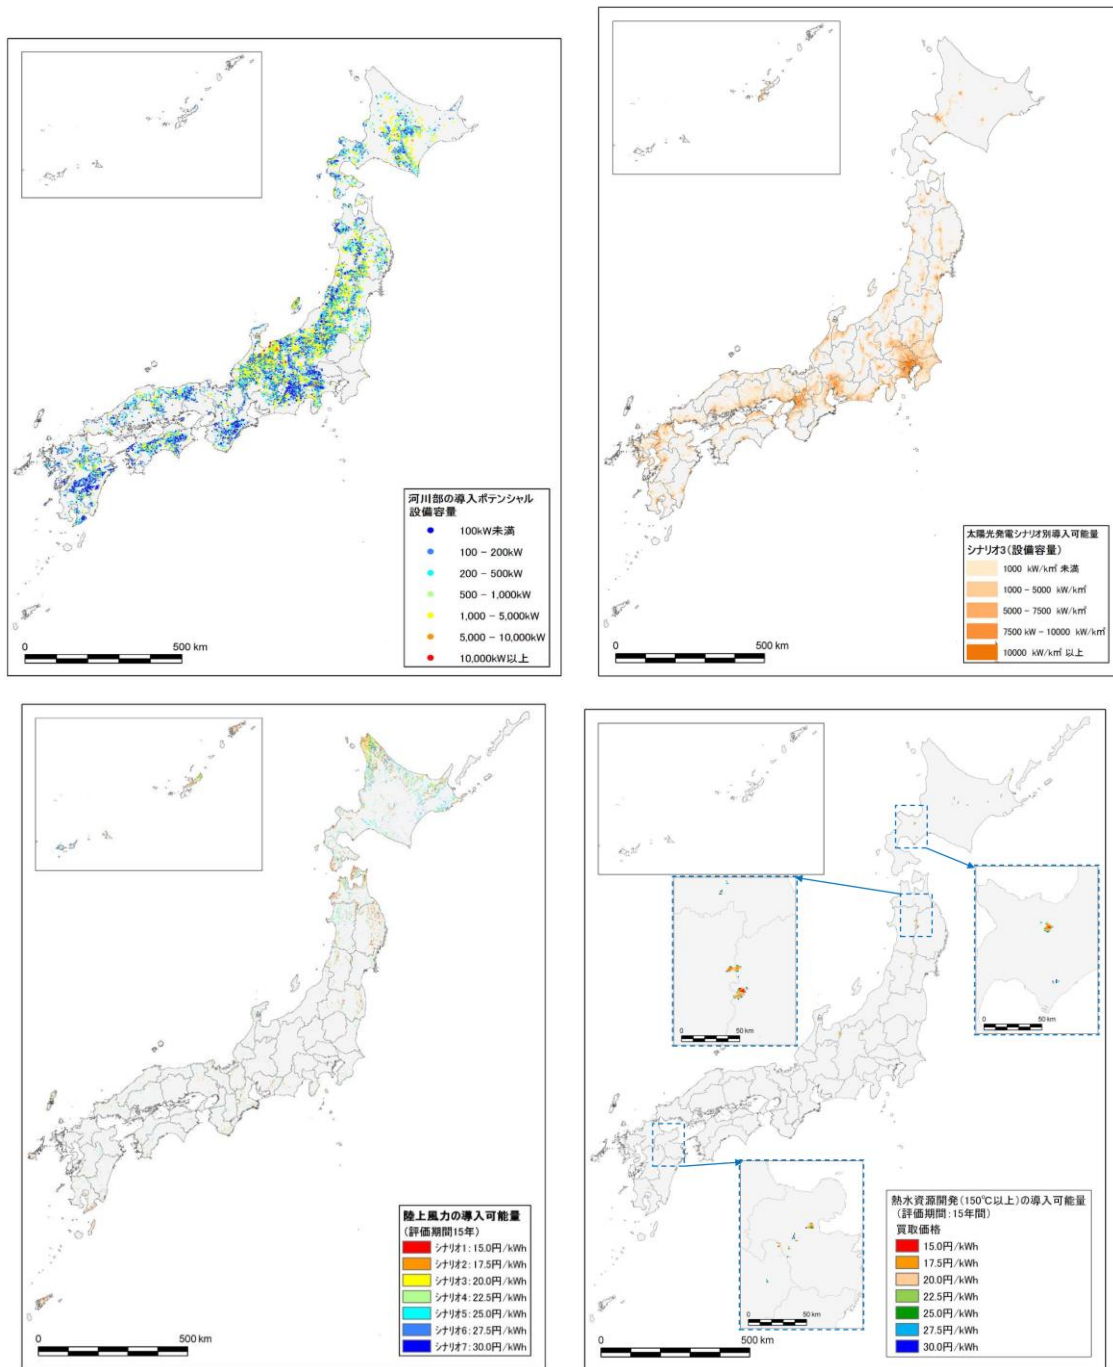 河川部の導入ポテンシャル
設備容量
100kW未満
100 - 200kW
200 - 500kW
500 - 1,000kW
1,000 - 5,000kW
5,000 - 10,000kW
10,000kW以上
0 500 km
太陽光発電シナリオ別導入可能量
シナリオ3(設備容量)
1000 kW/k㎡ 未満
1000 - 5000 kW/k㎡
5000 - 7500 kW/k㎡
7500 kW - 10000 kW/k㎡
10000 kW/k㎡ 以上
0 500 km
陸上風力の導入可能量
(評価期間15年)
シナリオ1:15.0円/kWh
シナリオ2:17.5円/kWh
シナリオ3:20.0円/kWh
シナリオ4:22.5円/kWh
シナリオ5:25.0円/kWh
シナリオ6:27.5円/kWh
シナリオ7:30.0円/kWh
0 500 km
0 50 km
0 50 km
0 50 km
熱水資源開発(150℃以上)の導入可能量
(評価期間:15年間)
買取価格
15.0円/kWh
17.5円/kWh
20.0円/kWh
22.5円/kWh
25.0円/kWh
27.5円/kWh
30.0円/kWh
0 500 km